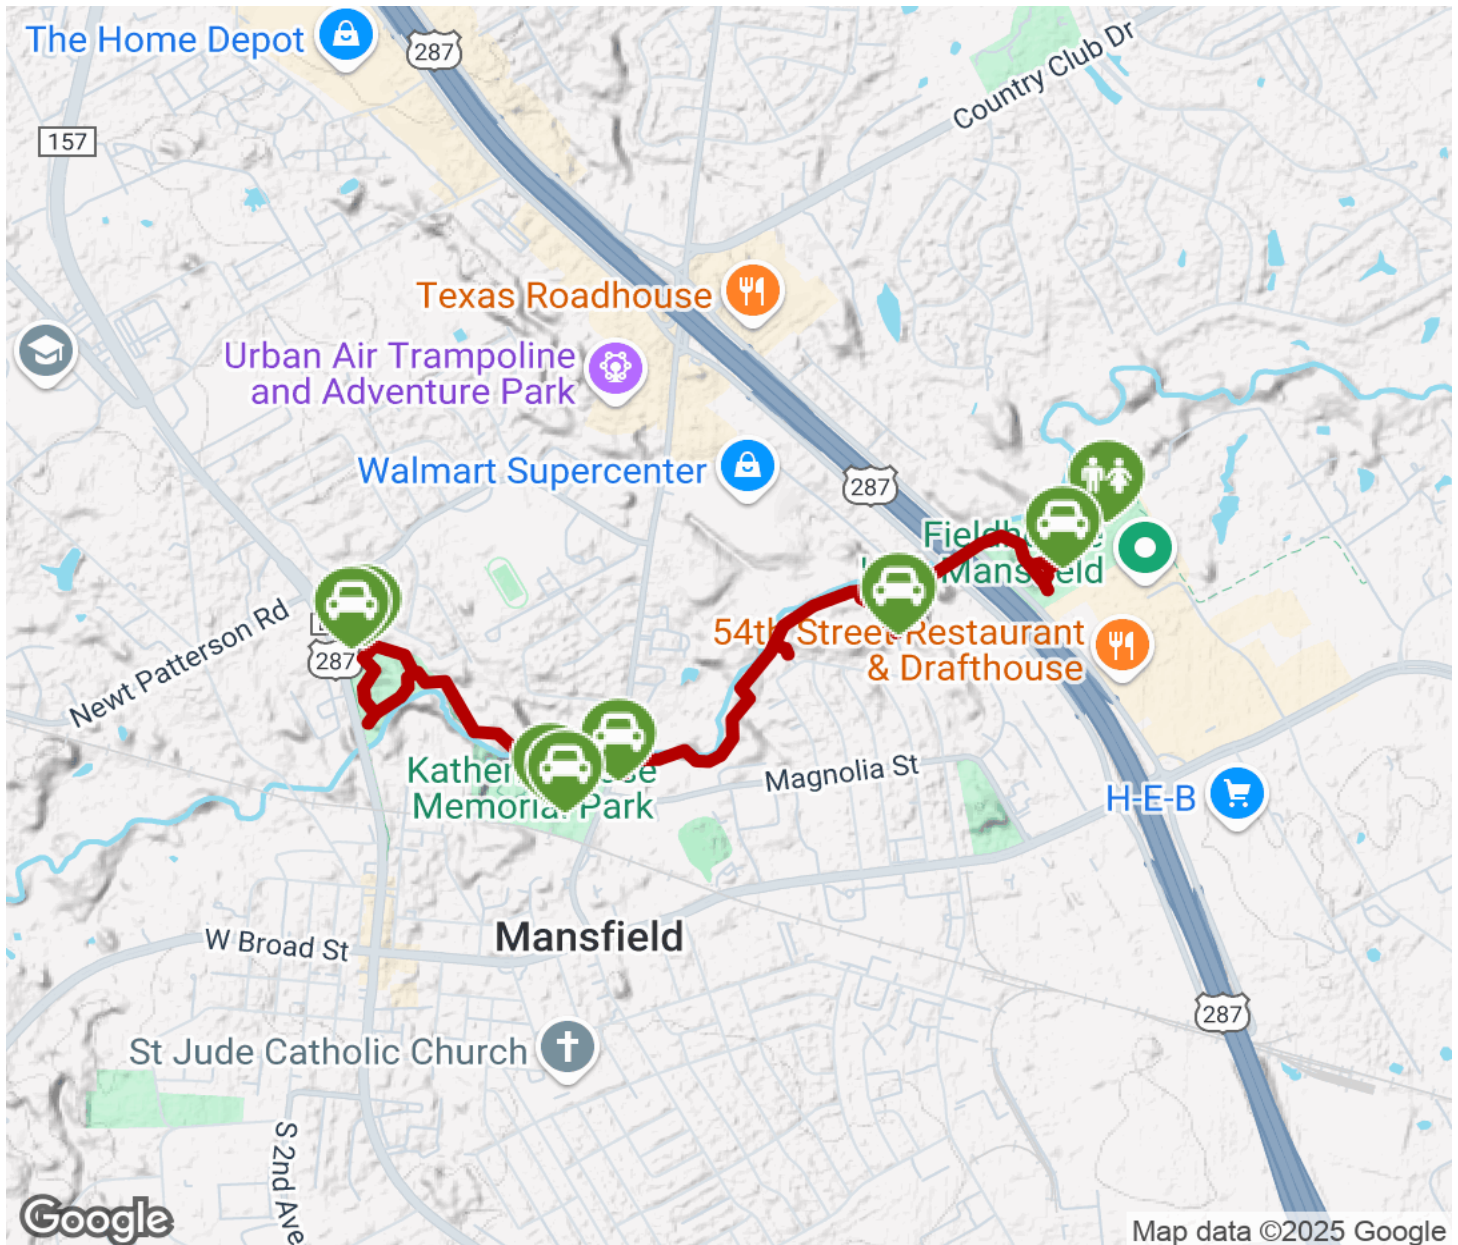 The Home Depot
287
Country Club Dr
157
Texas Roadhouse
Urban Air Trampoline
and Adventure Park
Walmart Supercenter
287
Mansfield
Newt Patterson Rd
287
54th Street Restaurant
& Drafthouse
Memorial Park
Magnolia St
H-E-B
Mansfield
W Broad St
287
St Jude Catholic Church
S 2nd Ave
Google
Map data ©2025 Google